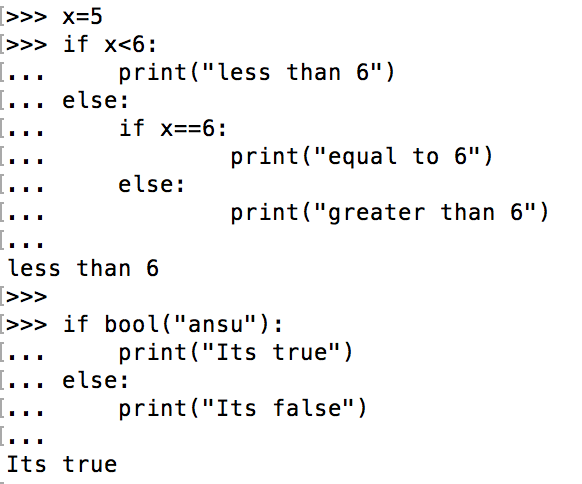 >>> x=5
>>> if x<6:
...     print("less than 6")
... else:
...     if x==6:
...             print("equal to 6")
...     else:
...             print("greater than 6")
...
less than 6
>>>
>>> if bool("ansu"):
...     print("Its true")
... else:
...     print("Its false")
...
Its true